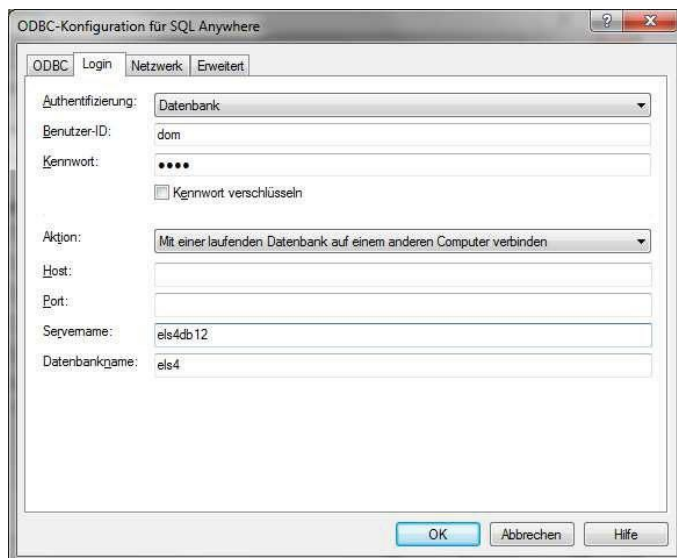 ODBC-Konfiguration für SQL Anywhere
ODBC Login Netzwerk Erweitert
Authentifizierung: Datenbank
Benutzer-ID: dom
Kennwort: ●●●●
Kennwort verschlüsseln
Aktion: Mit einer laufenden Datenbank auf einem anderen Computer verbinden
Host:
Port:
Servername: els4db12
Datenbankname: els4
OK Abbrechen Hilfe